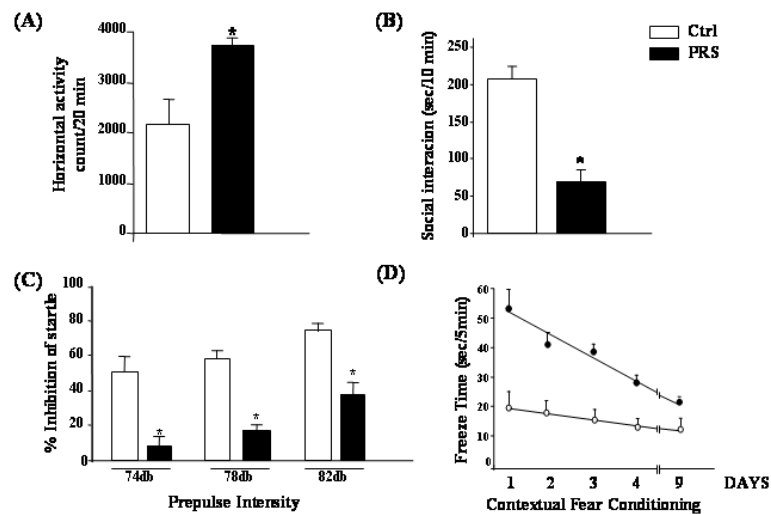 (A)
4000
3000
2000
1000
0
Horizontal activity
count/20 min
*
(B)
Ctrl
PRS
200
250
150
100
50
0
Social interacion (sec/10 min)
*
(C)
100
80
60
40
20
0
% Inhibition of startle
*
*
*
74db
78db
82db
Prepulse Intensity
(D)
60
50
40
30
20
10
0
Freeze Time (sec/5min)
1
2
3
4
9
DAYS
Contextual Fear Conditioning